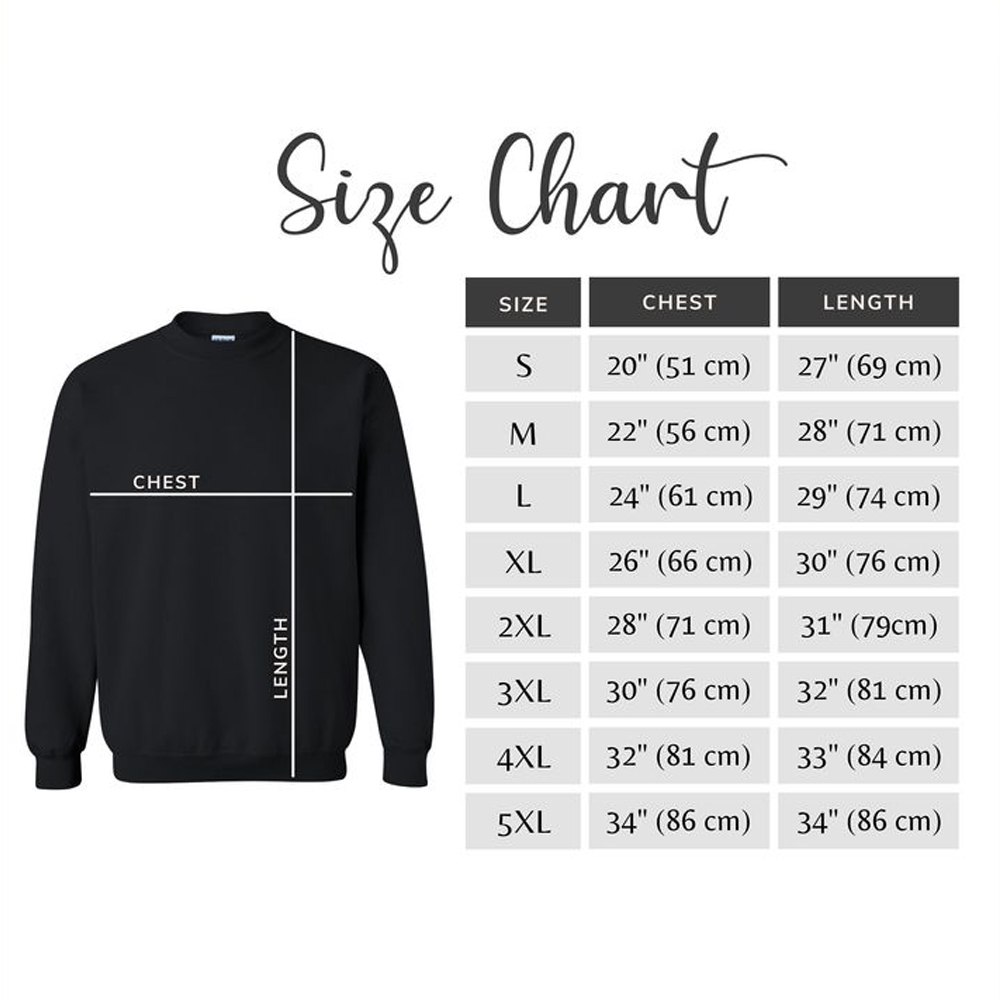 Size Chart
SIZE CHEST LENGTH
S 20" (51 cm) 27" (69 cm)
M 22" (56 cm) 28" (71 cm)
L 24" (61 cm) 29" (74 cm)
XL 26" (66 cm) 30" (76 cm)
2XL 28" (71 cm) 31" (79cm)
3XL 30" (76 cm) 32" (81 cm)
4XL 32" (81 cm) 33" (84 cm)
5XL 34" (86 cm) 34" (86 cm)
CHEST
LENGTH